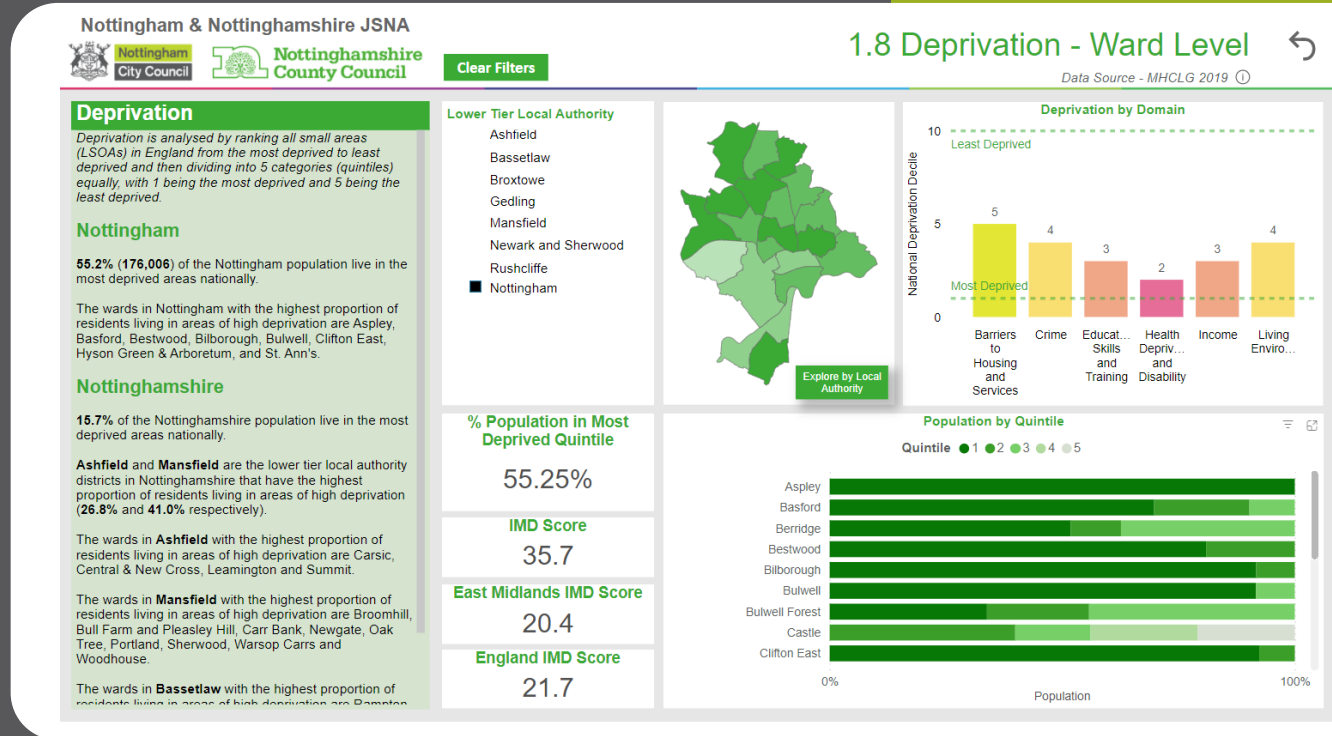 Nottingham & Nottinghamshire JSNA
Nottingham
City Council
Nottinghamshire
County Council
Clear Filters
1.8 Deprivation - Ward Level
Data Source - MHCLG 2019
Deprivation
Deprivation is analysed by ranking all small areas
(LSOAs) in England from the most deprived to least
deprived and then dividing into 5 categories (quintiles)
equally, with 1 being the most deprived and 5 being the
least deprived.
Nottingham
55.2% (176,006) of the Nottingham population live in the
most deprived areas nationally.
The wards in Nottingham with the highest proportion of
residents living in areas of high deprivation are Aspley,
Basford, Bestwood, Bilborough, Bulwell, Clifton East,
Hyson Green & Arboretum, and St. Ann's.
Nottinghamshire
15.7% of the Nottinghamshire population live in the most
deprived areas nationally.
Ashfield and Mansfield are the lower tier local authority
districts in Nottinghamshire that have the highest
proportion of residents living in areas of high deprivation
(26.8% and 41.0% respectively).
The wards in Ashfield with the highest proportion of
residents living in areas of high deprivation are Carsic,
Central & New Cross, Leamington and Summit.
The wards in Mansfield with the highest proportion of
residents living in areas of high deprivation are Broomhill,
Bull Farm and Pleasley Hill, Carr Bank, Newgate, Oak
Tree, Portland, Sherwood, Warsop Carrs and
Woodhouse.
The wards in Bassetlaw with the highest proportion of
residents living in areas of high deprivation are Rampton
Lower Tier Local Authority
Ashfield
Bassetlaw
Broxtowe
Gedling
Mansfield
Newark and Sherwood
Rushcliffe
Nottingham
Explore by Local
Authority
Deprivation by Domain
National Deprivation Decile
10
Least Deprived
5
5
4
3
2
3
4
Most Deprived
0
Barriers
to
Housing
and
Services
Crime
Educat...
Skills
and
Training
Health
Depriv...
and
Disability
Income
Living
Enviro...
% Population in Most
Deprived Quintile
55.25%
IMD Score
35.7
East Midlands IMD Score
20.4
England IMD Score
21.7
Population by Quintile
Quintile 1 2 3 4 5
Aspley
Basford
Berridge
Bestwood
Bilborough
Bulwell
Bulwell Forest
Castle
Clifton East
0%
100%
Population